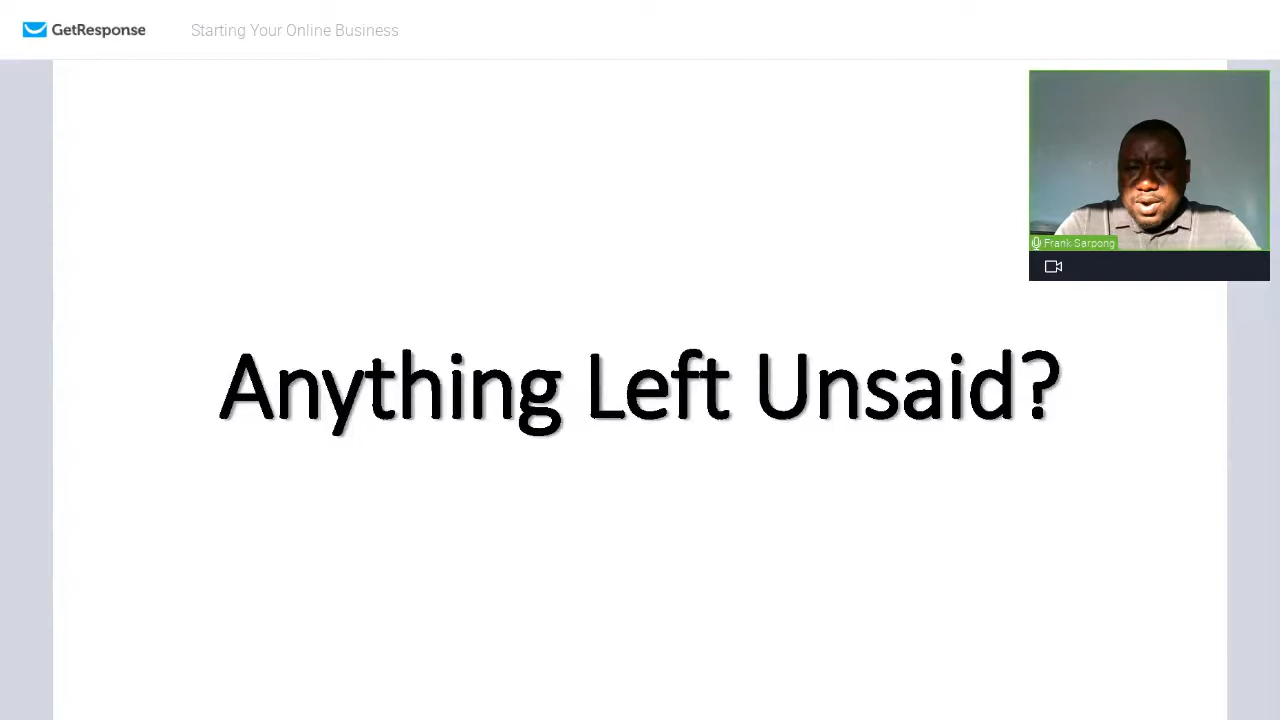 GetResponse
Starting Your Online Business
Frank Sarpong
Anything Left Unsaid?